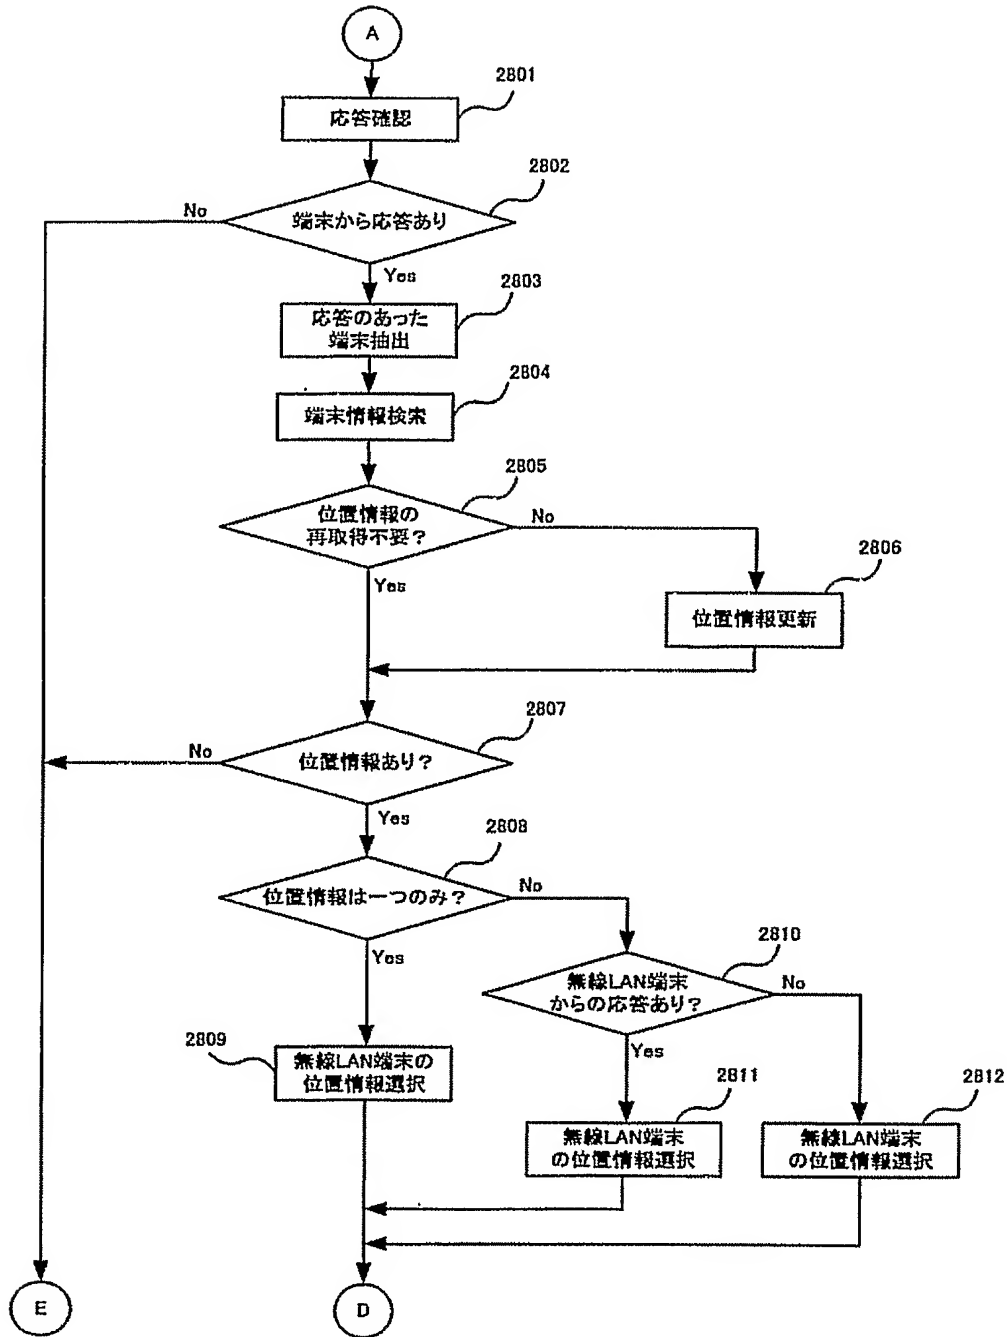 A
2801
応答確認
2802
No
端末から応答あり
Yes
2803
応答のあった
端末抽出
2804
端末情報検索
2805
位置情報の
再取得不要?
No
Yes
2806
位置情報更新
2807
No
位置情報あり?
Yes
2808
位置情報は一つのみ?
No
Yes
2810
無線LAN端末
からの応答あり?
No
Yes
2809
無線LAN端末の
位置情報選択
2811
無線LAN端末
の位置情報選択
2812
無線LAN端末
の位置情報選択
E
D